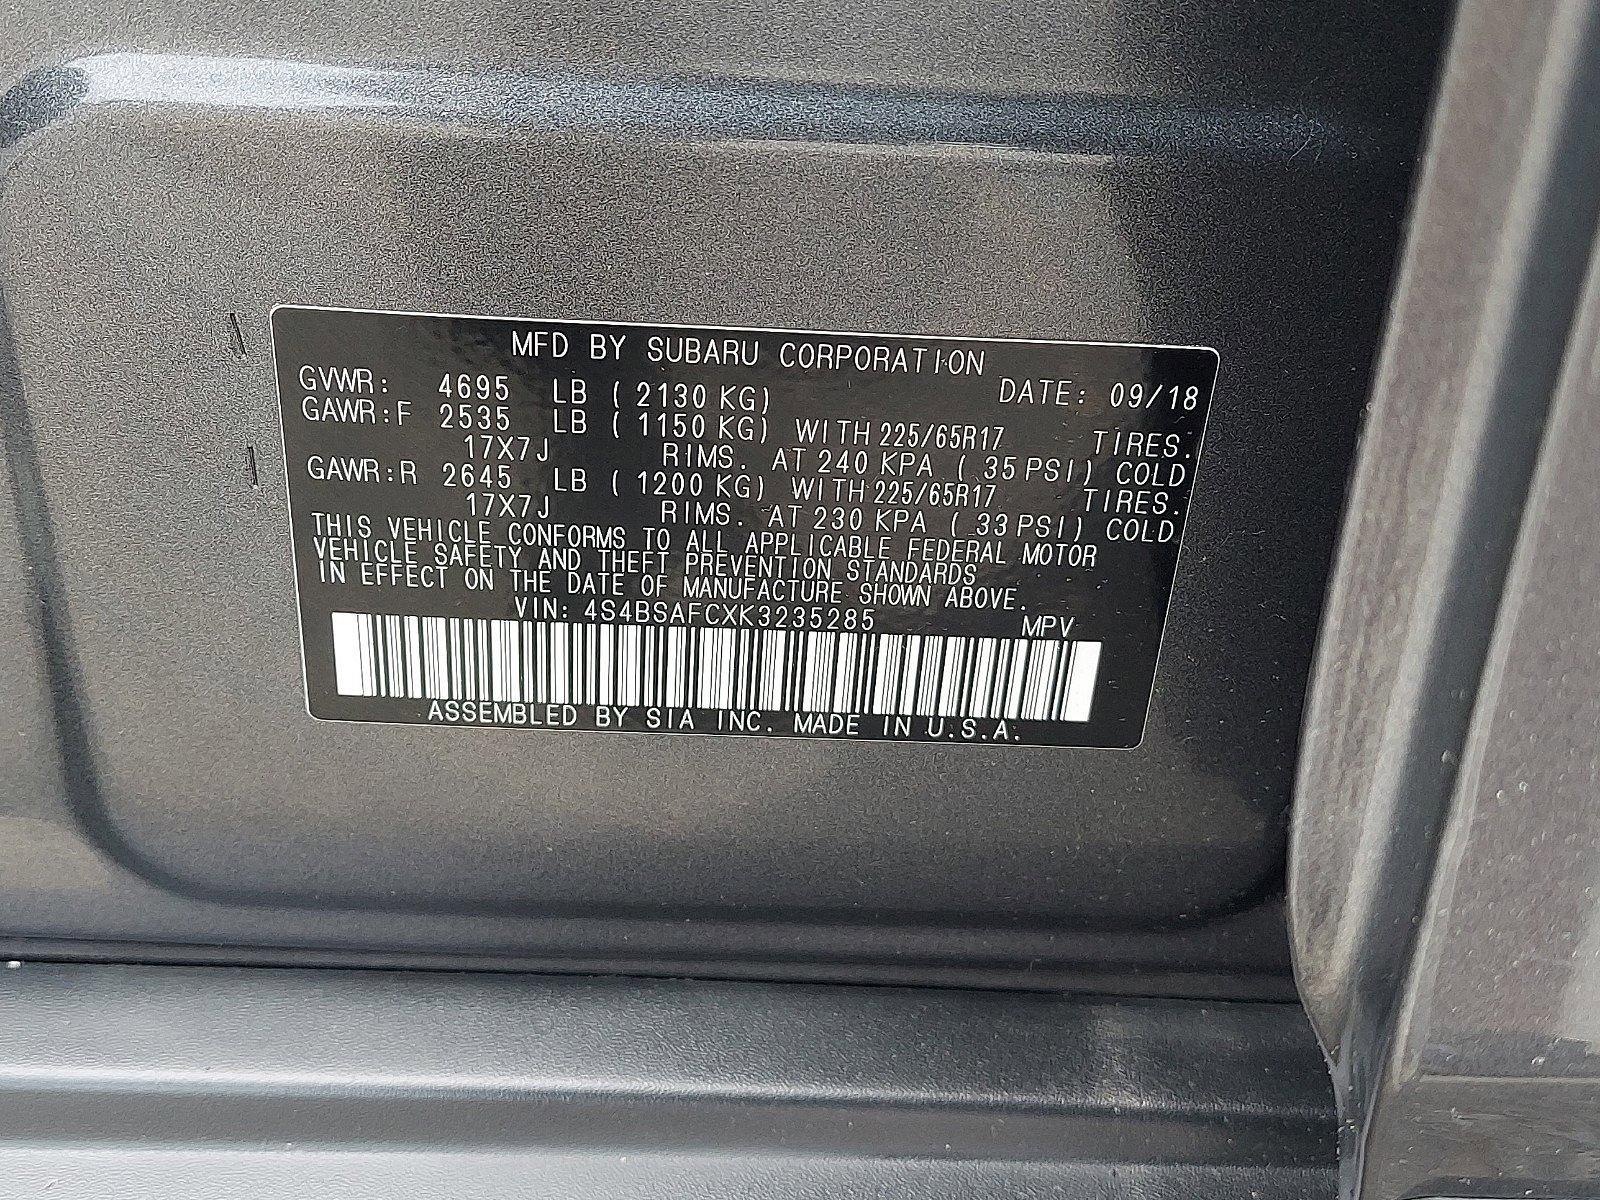 MFD BY SUBARU CORPORATION
GVWR: 4695 LB ( 2130 KG) DATE: 09/18
GAWR:F 2535 LB ( 1150 KG) WITH 225/65R17 TIRES.
17X7J RIMS. AT 240 KPA ( 35 PSI) COLD
GAWR:R 2645 LB ( 1200 KG) WITH 225/65R17 TIRES.
17X7J RIMS. AT 230 KPA ( 33 PSI) COLD
THIS VEHICLE CONFORMS TO ALL APPLICABLE FEDERAL MOTOR
VEHICLE SAFETY AND THEFT PREVENTION STANDARDS
IN EFFECT ON THE DATE OF MANUFACTURE SHOWN ABOVE.
VIN: 4S4BSAFCXK3235285 MPV
ASSEMBLED BY SIA INC. MADE IN U.S.A.